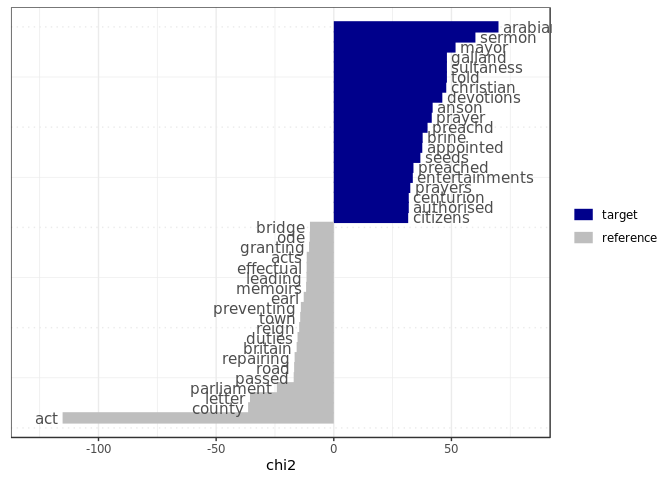 arabian
sermon
mayor
galland
sultaness
told
christian
devotions
anson
prayer
preachd
brine
appointed
seeds
preached
entertainments
prayers
centurion
authorised
citizens
bridge
ode
granting
acts
effectual
leading
memoirs
earl
preventing
town
reign
duties
britain
repairing
road
passed
parliament
letter
county
act
target
reference
-100 -50 0 50
chi2